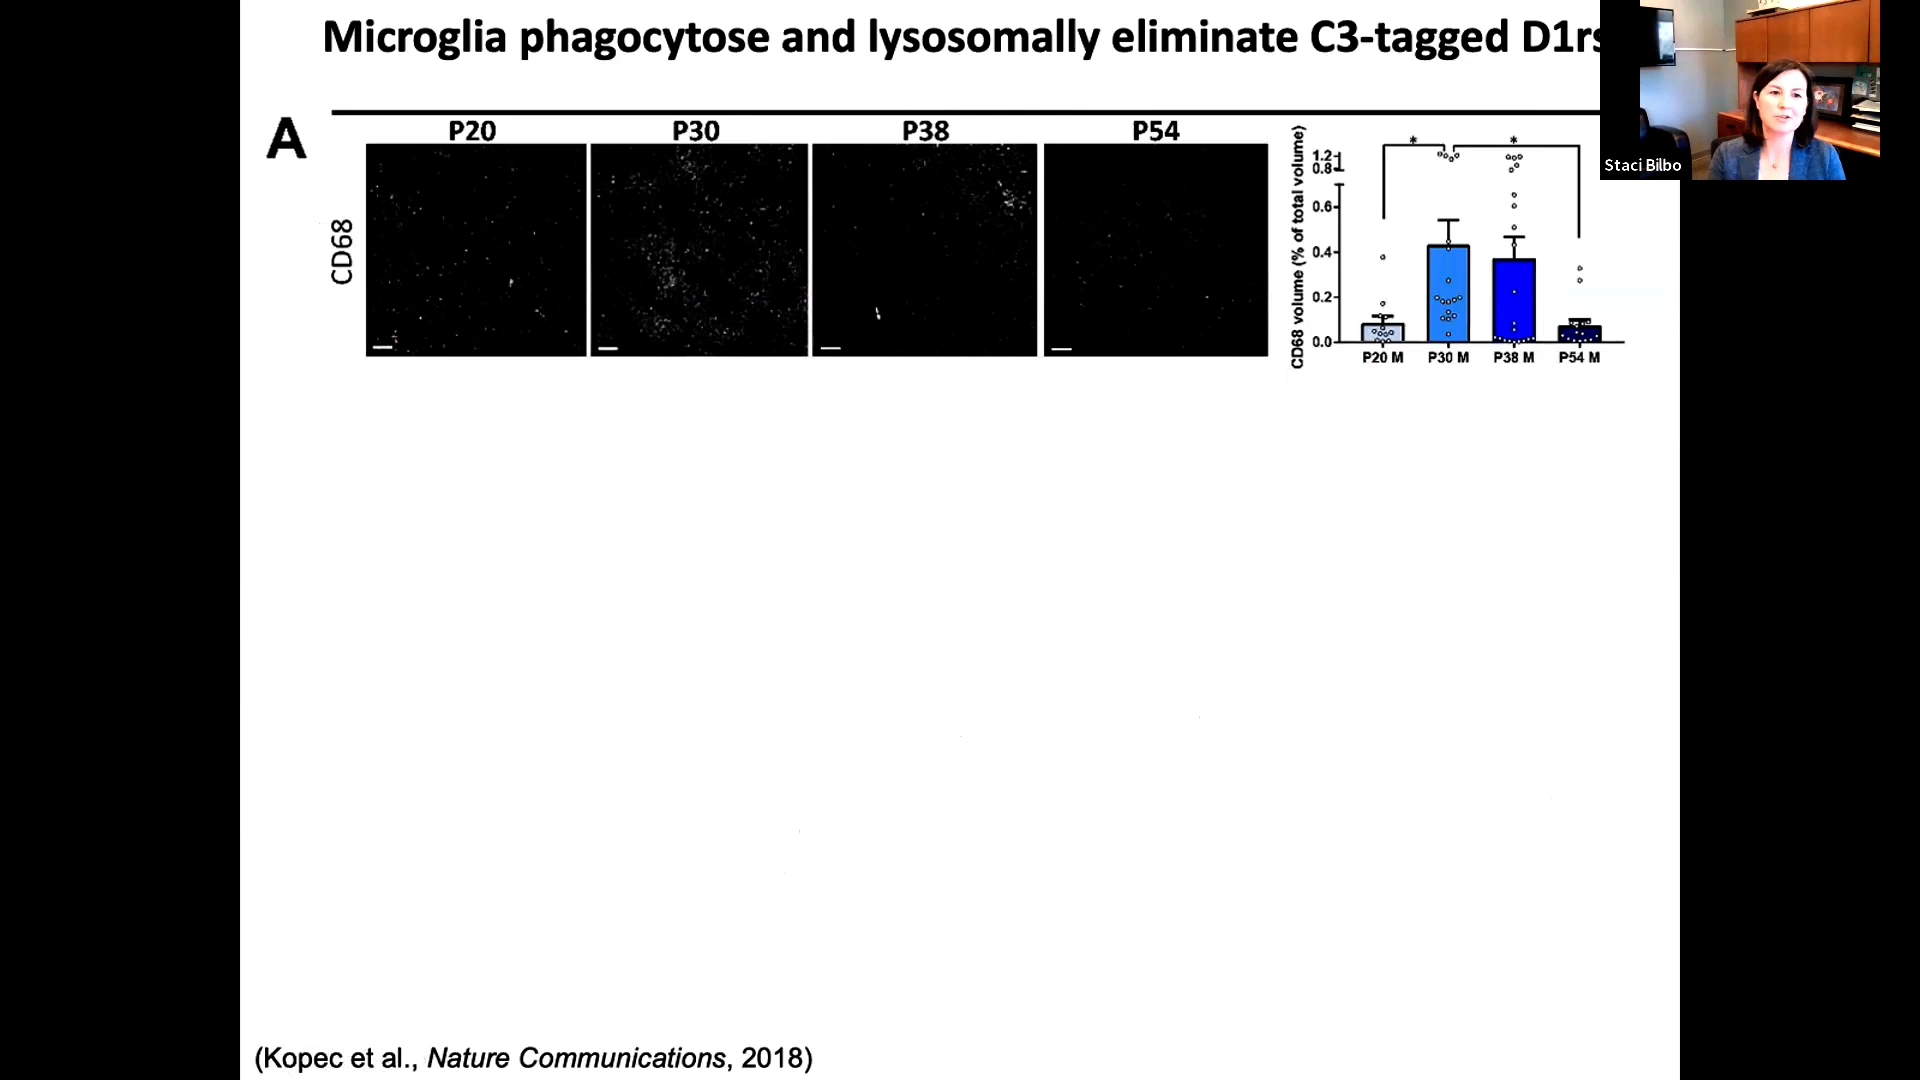 Microglia phagocytose and lysosomally eliminate C3-tagged D1rs
Staci Bilbo
A
P20 P30 P38 P54
CD68
CD68 volume (% of total volume)
* *
1.2
0.8
0.6
0.4
0.2
0.0
P20 M P30 M P38 M P54 M
(Kopec et al., Nature Communications, 2018)